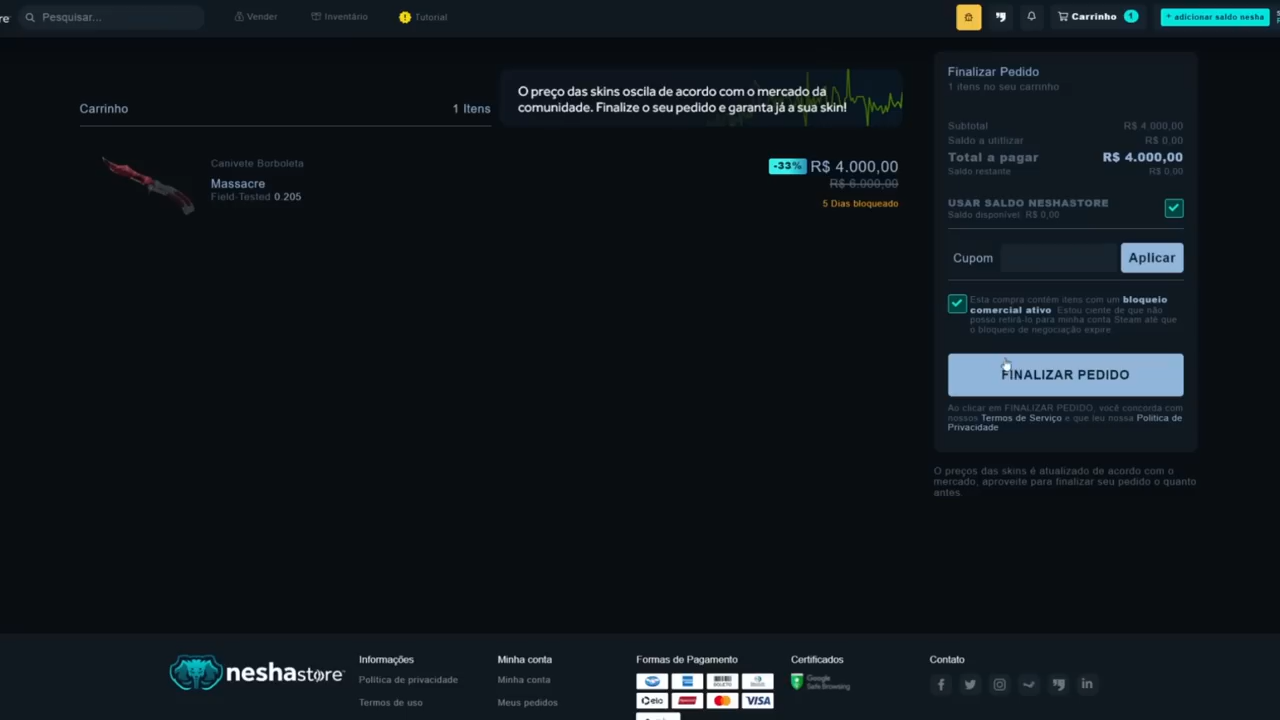 re
Pesquisar...
Vender
Inventário
Tutorial
Carrinho 1
+ adicionar saldo nesha
Carrinho
1 Itens
O preço das skins oscila de acordo com o mercado da
comunidade. Finalize o seu pedido e garanta já a sua skin!
Canivete Borboleta
Massacre
Field-Tested 0.205
-33% R$ 4.000,00
R$ 6.000,00
5 Dias bloqueado
Finalizar Pedido
1 itens no seu carrinho
Subtotal R$ 4.000,00
Saldo a utilizar R$ 0,00
Total a pagar R$ 4.000,00
Saldo restante R$ 0,00
USAR SALDO NESHASTORE
Saldo disponível: R$ 0,00
Cupom
Aplicar
Esta compra contém itens com um bloqueio
comercial ativo. Estou ciente de que não
posso retirá-lo para minha conta Steam até que
o bloqueio de negociação expire
FINALIZAR PEDIDO
Ao clicar em FINALIZAR PEDIDO, você concorda com
nossos Termos de Serviço e que leu nossa Política de
Privacidade
O preços das skins é atualizado de acordo com o
mercado, aproveite para finalizar seu pedido o quanto
antes.
neshastore
Informações
Política de privacidade
Termos de uso
Minha conta
Minha conta
Meus pedidos
Formas de Pagamento
BOLETO
elo
VISA
Certificados
Google
Safe Browsing
Contato